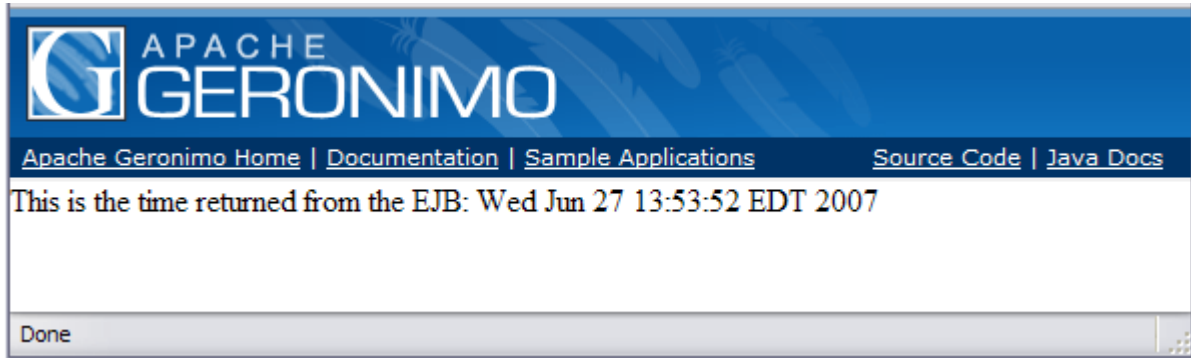 G APACHE
GERONIMO
Apache Geronimo Home | Documentation | Sample Applications Source Code | Java Docs
This is the time returned from the EJB: Wed Jun 27 13:53:52 EDT 2007
Done